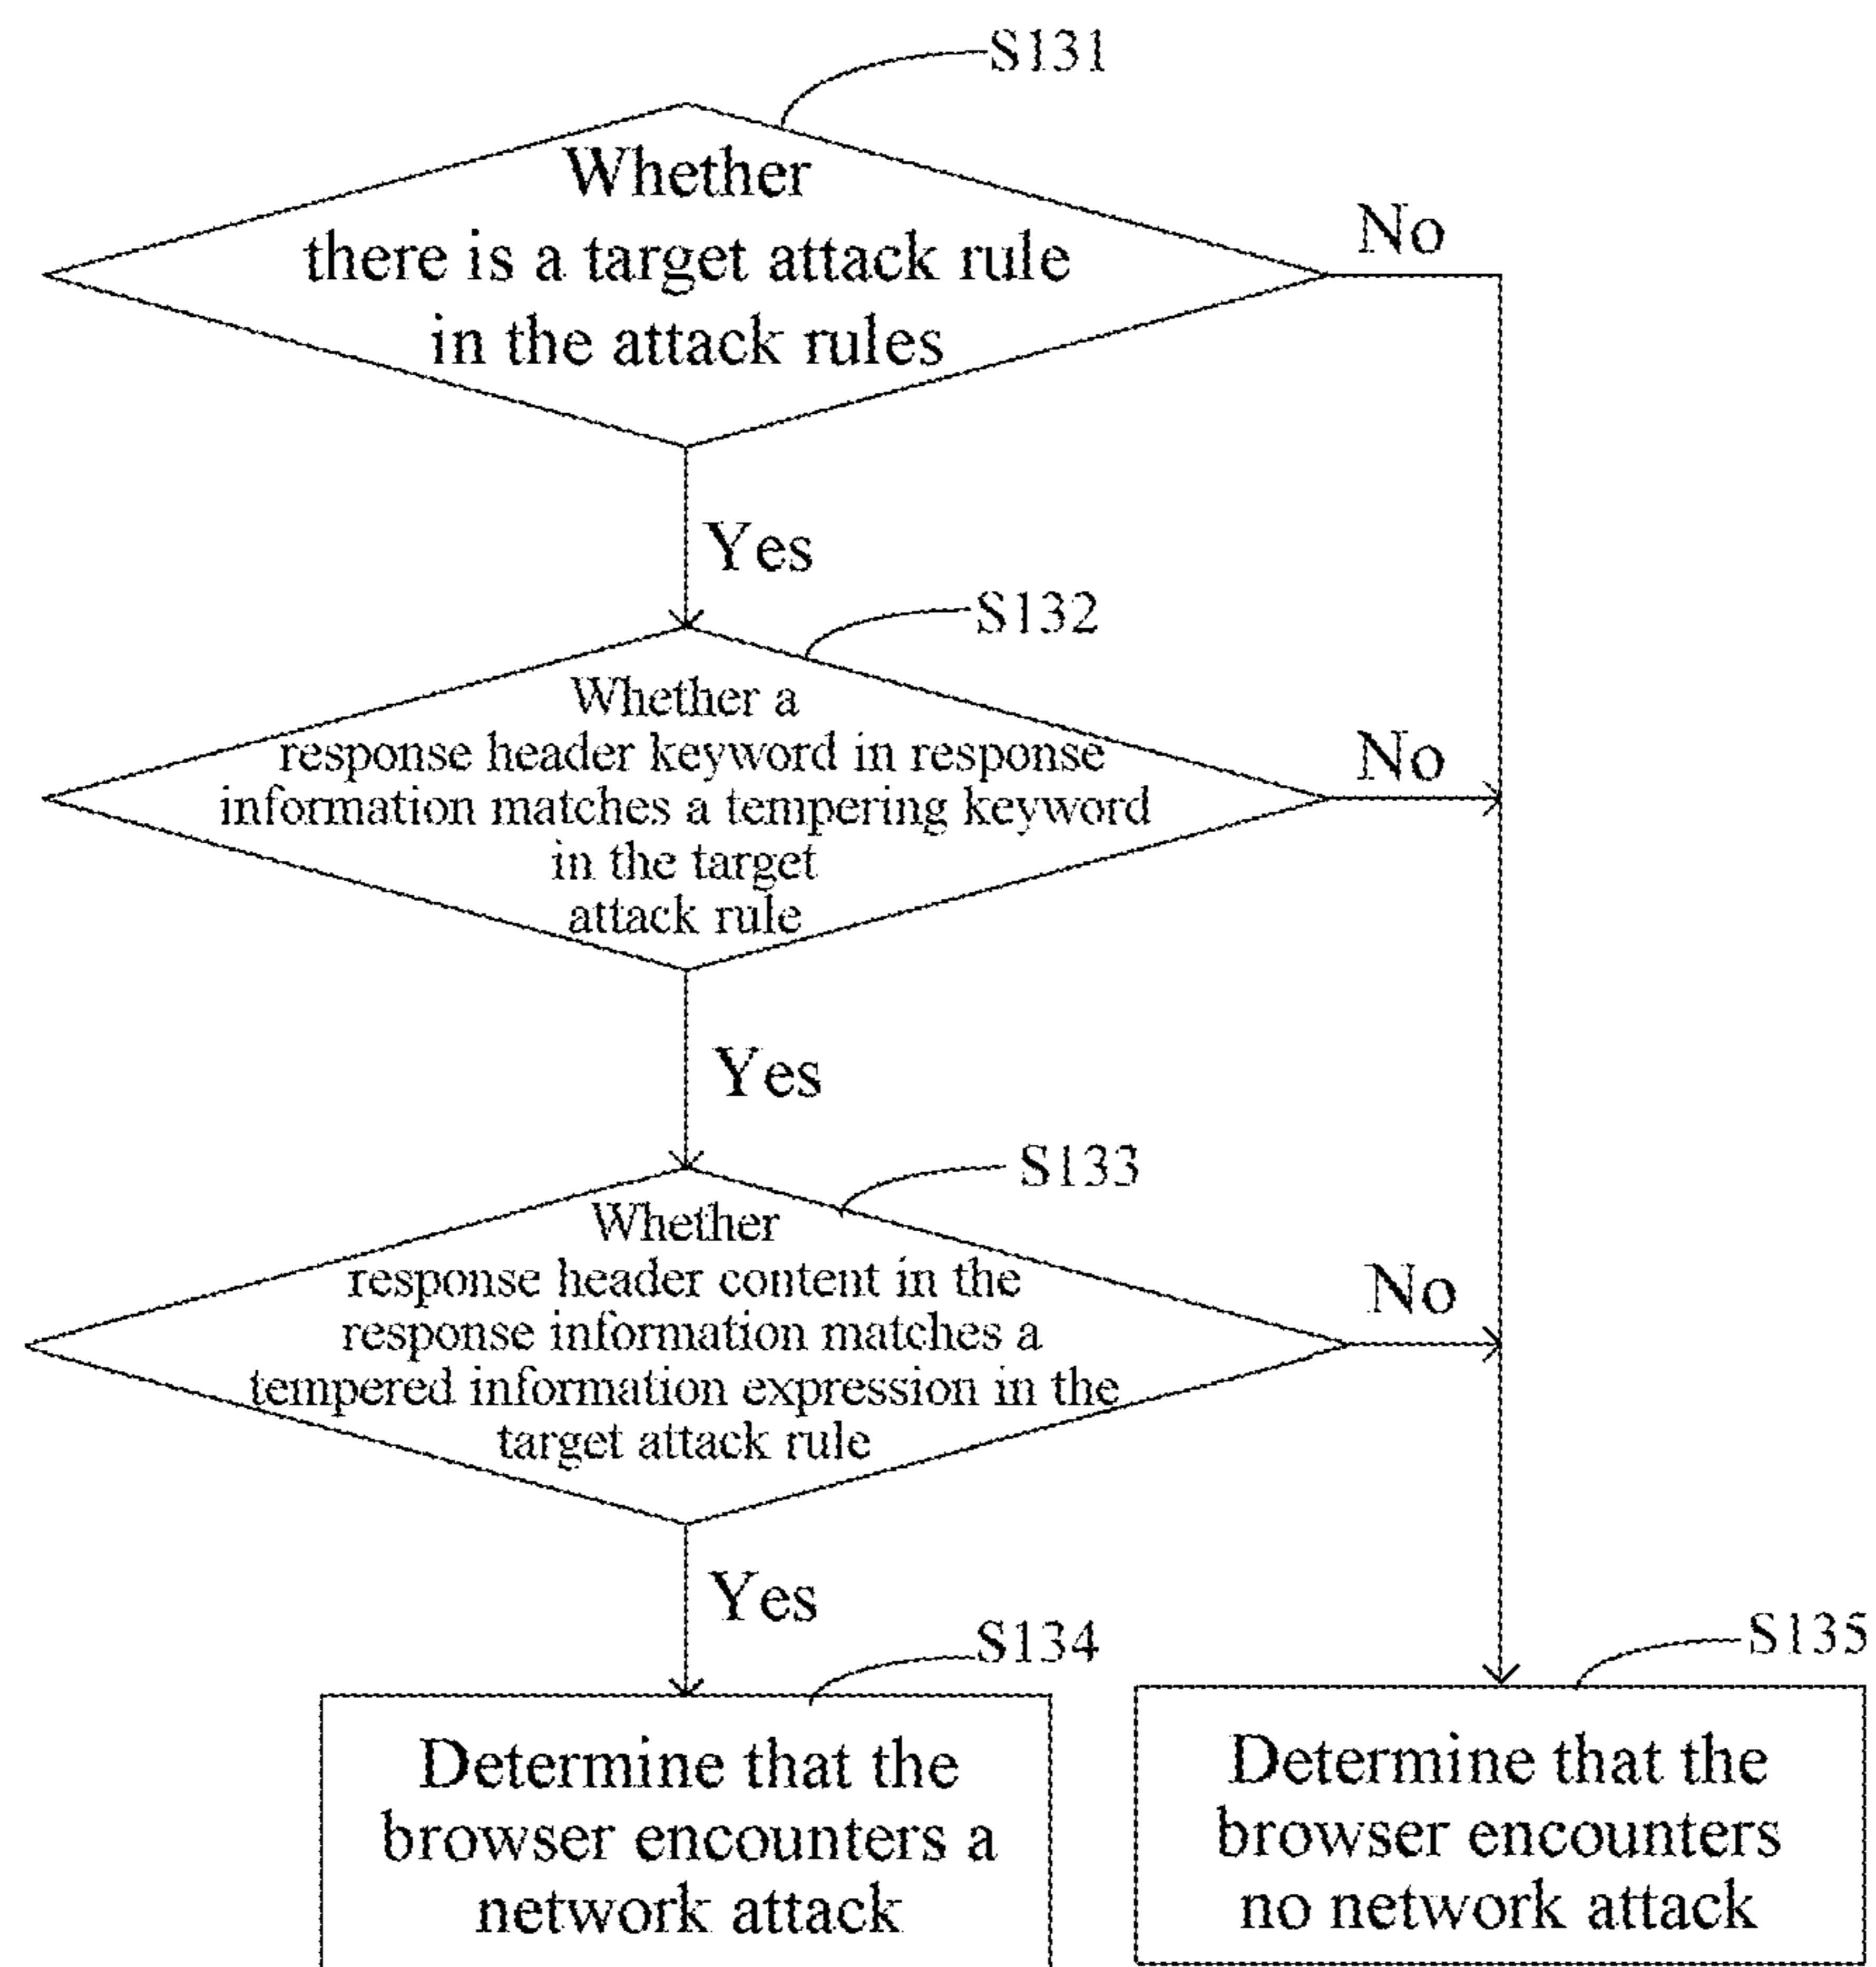 S131
Whether
there is a target attack rule
in the attack rules
No
Yes
S132
Whether a
response header keyword in response
information matches a tempering keyword
in the target
attack rule
No
Yes
S133
Whether
response header content in the
response information matches a
tempered information expression in the
target attack rule
No
Yes
S134
Determine that the
browser encounters a
network attack
S135
Determine that the
browser encounters
no network attack